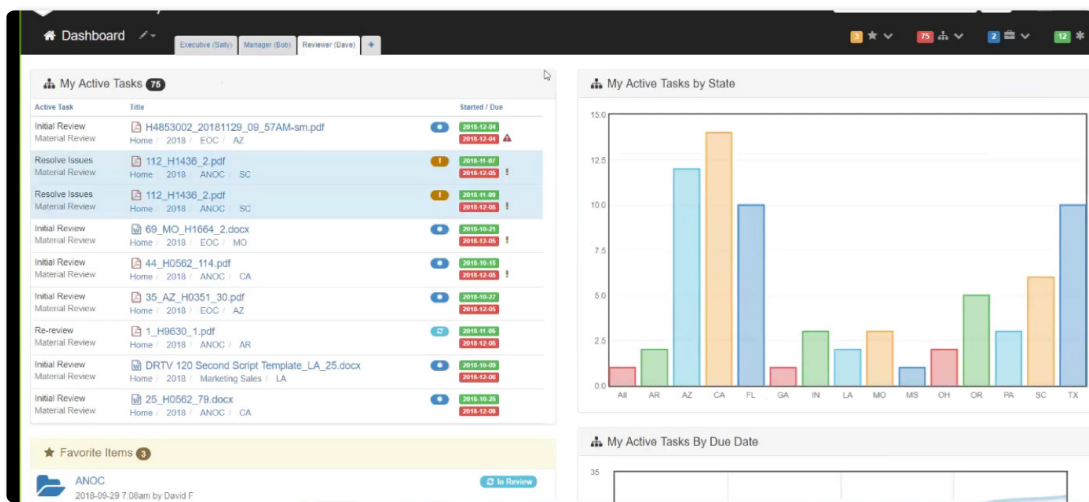 Dashboard
Executive (Sally) Manager (Bob) Reviewer (Dave) +
3 75 2 12
My Active Tasks 75
Active Task Title Started / Due
Initial Review H4853002_20181129_09_57AM-sm.pdf 2018-12-04
Material Review Home / 2018 / EOC / AZ 2018-12-04
Resolve Issues 112_H1436_2.pdf ! 2018-11-07
Material Review Home / 2018 / ANOC / SC 2018-12-05 !
Resolve Issues 112_H1436_2.pdf ! 2018-11-09
Material Review Home / 2018 / ANOC / SC 2018-12-05 !
Initial Review 69_MO_H1664_2.docx 2018-10-21
Material Review Home / 2018 / EOC / MO 2018-12-05 !
Initial Review 44_H0562_114.pdf 2018-10-15
Material Review Home / 2018 / ANOC / CA 2018-12-05 !
Initial Review 35_AZ_H0351_30.pdf 2018-10-27
Material Review Home / 2018 / EOC / AZ 2018-12-05
Re-review 1_H9630_1.pdf 2018-11-05
Material Review Home / 2018 / ANOC / AR 2018-12-06
Initial Review DRTV 120 Second Script Template_LA_25.docx 2018-10-09
Material Review Home / 2018 / Marketing Sales / LA 2018-12-06
Initial Review 25_H0562_79.docx 2018-10-25
Material Review Home / 2018 / ANOC / CA 2018-12-06
Favorite Items 3
ANOC In Review
2018-09-29 7:08am by David F
My Active Tasks by State
15.0
12.5
10.0
7.5
5.0
2.5
0.0
All AR AZ CA FL GA IN LA MO MS OH OR PA SC TX
My Active Tasks By Due Date
35